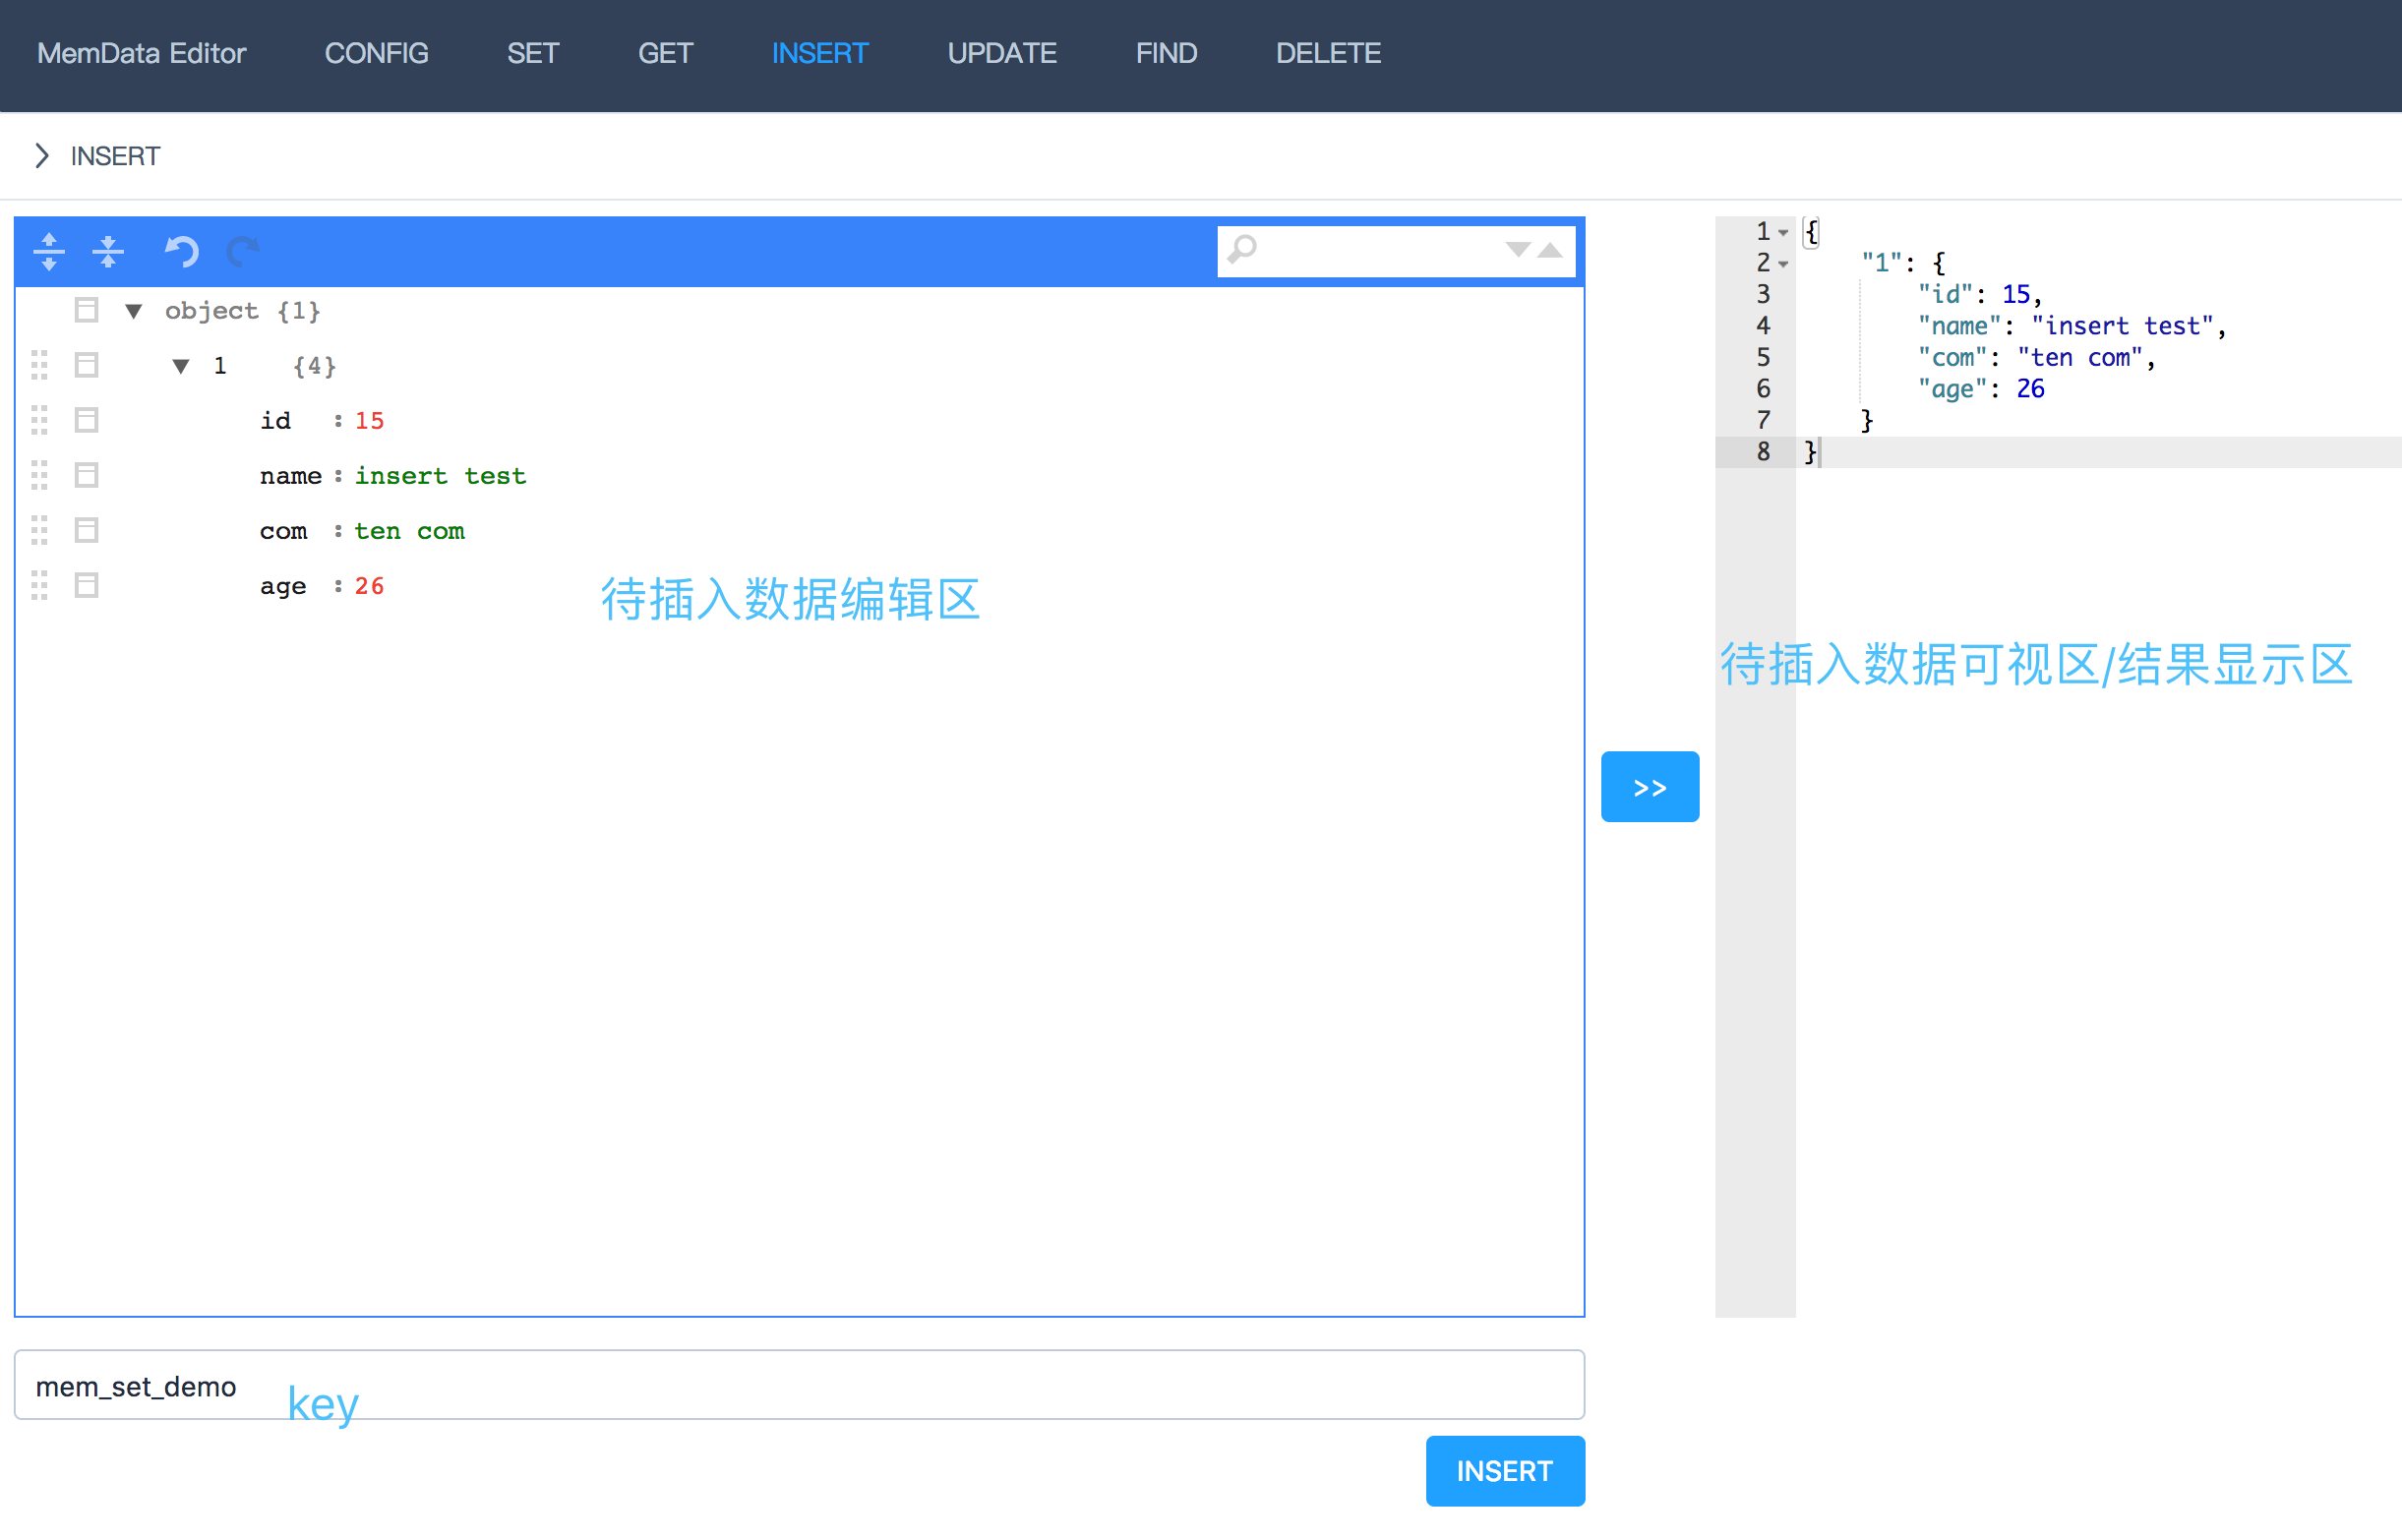 MemData Editor CONFIG SET GET INSERT UPDATE FIND DELETE
INSERT
object {1}
1 {4}
id : 15
name : insert test
com : ten com
age : 26
待插入数据编辑区
>>
1 {
2 "1": {
3 "id": 15,
4 "name": "insert test",
5 "com": "ten com",
6 "age": 26
7 }
8 }
待插入数据可视区/结果显示区
mem_set_demo
key
INSERT